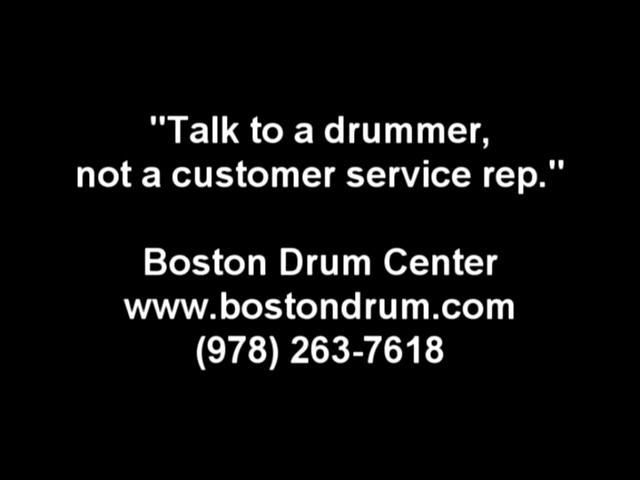 "Talk to a drummer,
not a customer service rep."
Boston Drum Center
www.bostondrum.com
(978) 263-7618